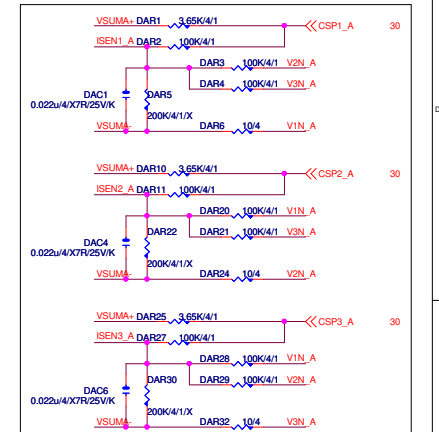 VSUMA+ DAR1 3.65K/4/1 CSP1_A 30
ISEN1_A DAR2 100K/4/1
DAR3 100K/4/1 V2N_A
DAR4 100K/4/1 V3N_A
DAC1 DAR5
0.022u/4/X7R/25V/K
200K/4/1/X
VSUMA- DAR6 10/4 V1N_A
VSUMA+ DAR10 3.65K/4/1 CSP2_A 30
ISEN2_A DAR11 100K/4/1
DAR20 100K/4/1 V1N_A
DAR21 100K/4/1 V3N_A
DAC4 DAR22
0.022u/4/X7R/25V/K
200K/4/1/X
VSUMA- DAR24 10/4 V2N_A
VSUMA+ DAR25 3.65K/4/1 CSP3_A 30
ISEN3_A DAR27 100K/4/1
DAR28 100K/4/1 V1N_A
DAR29 100K/4/1 V2N_A
DAC6 DAR30
0.022u/4/X7R/25V/K
200K/4/1/X
VSUMA- DAR32 10/4 V3N_A